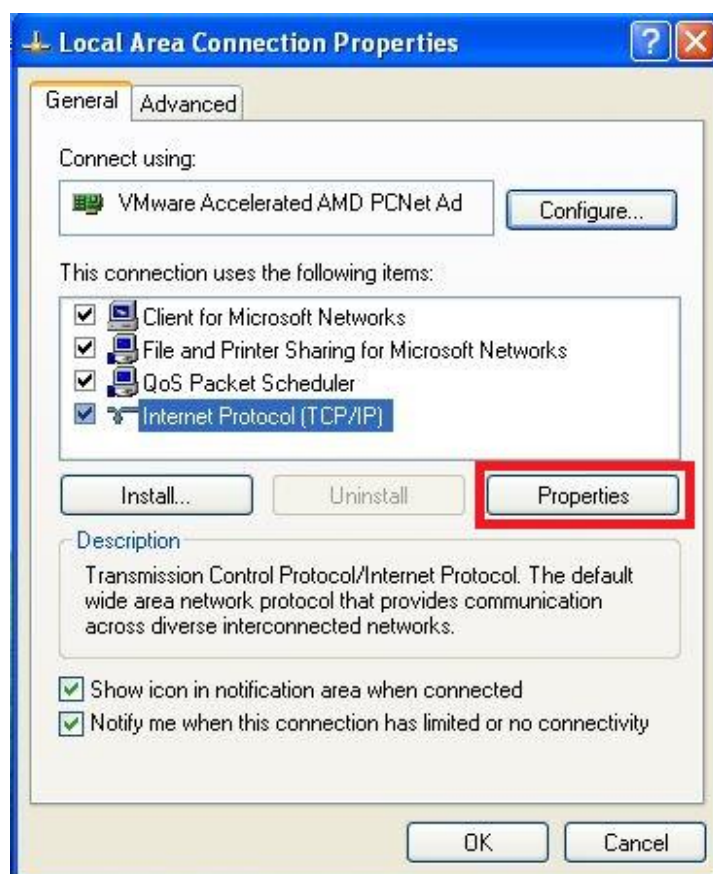 Local Area Connection Properties
General Advanced
Connect using:
VMware Accelerated AMD PCNet Ad
Configure...
This connection uses the following items:
Client for Microsoft Networks
File and Printer Sharing for Microsoft Networks
QoS Packet Scheduler
Internet Protocol (TCP/IP)
Install... Uninstall Properties
Description
Transmission Control Protocol/Internet Protocol. The default
wide area network protocol that provides communication
across diverse interconnected networks.
Show icon in notification area when connected
Notify me when this connection has limited or no connectivity
OK Cancel